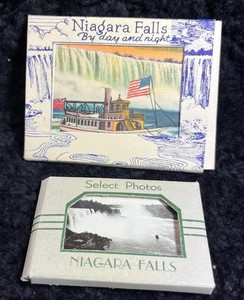 Niagara Falls
By day and night
Select Photos
NIAGARA FALLS